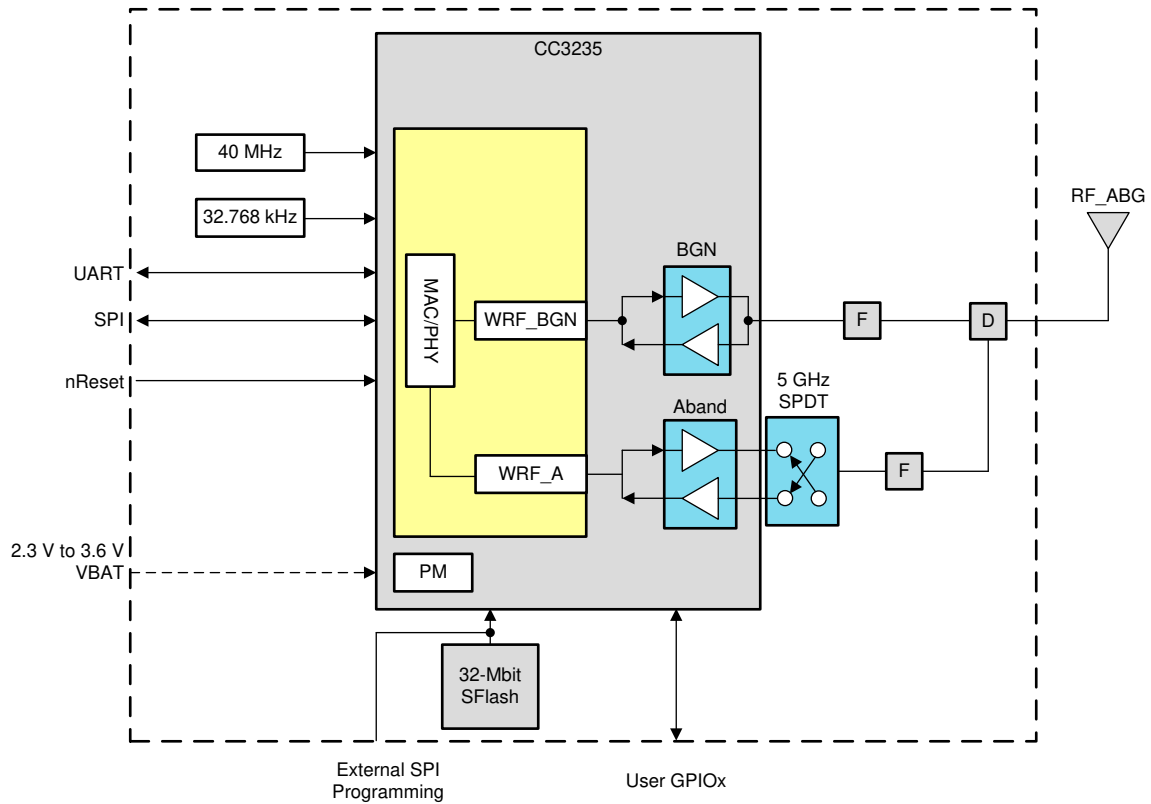 CC3235
40 MHz
32.768 kHz
RF_ABG
UART
BGN
MAC/PHY
SPI
WRF_BGN
F
D
nReset
5 GHz
SPDT
Aband
WRF_A
F
2.3 V to 3.6 V
VBAT
PM
32-Mbit
SFlash
External SPI
Programming
User GPIOx